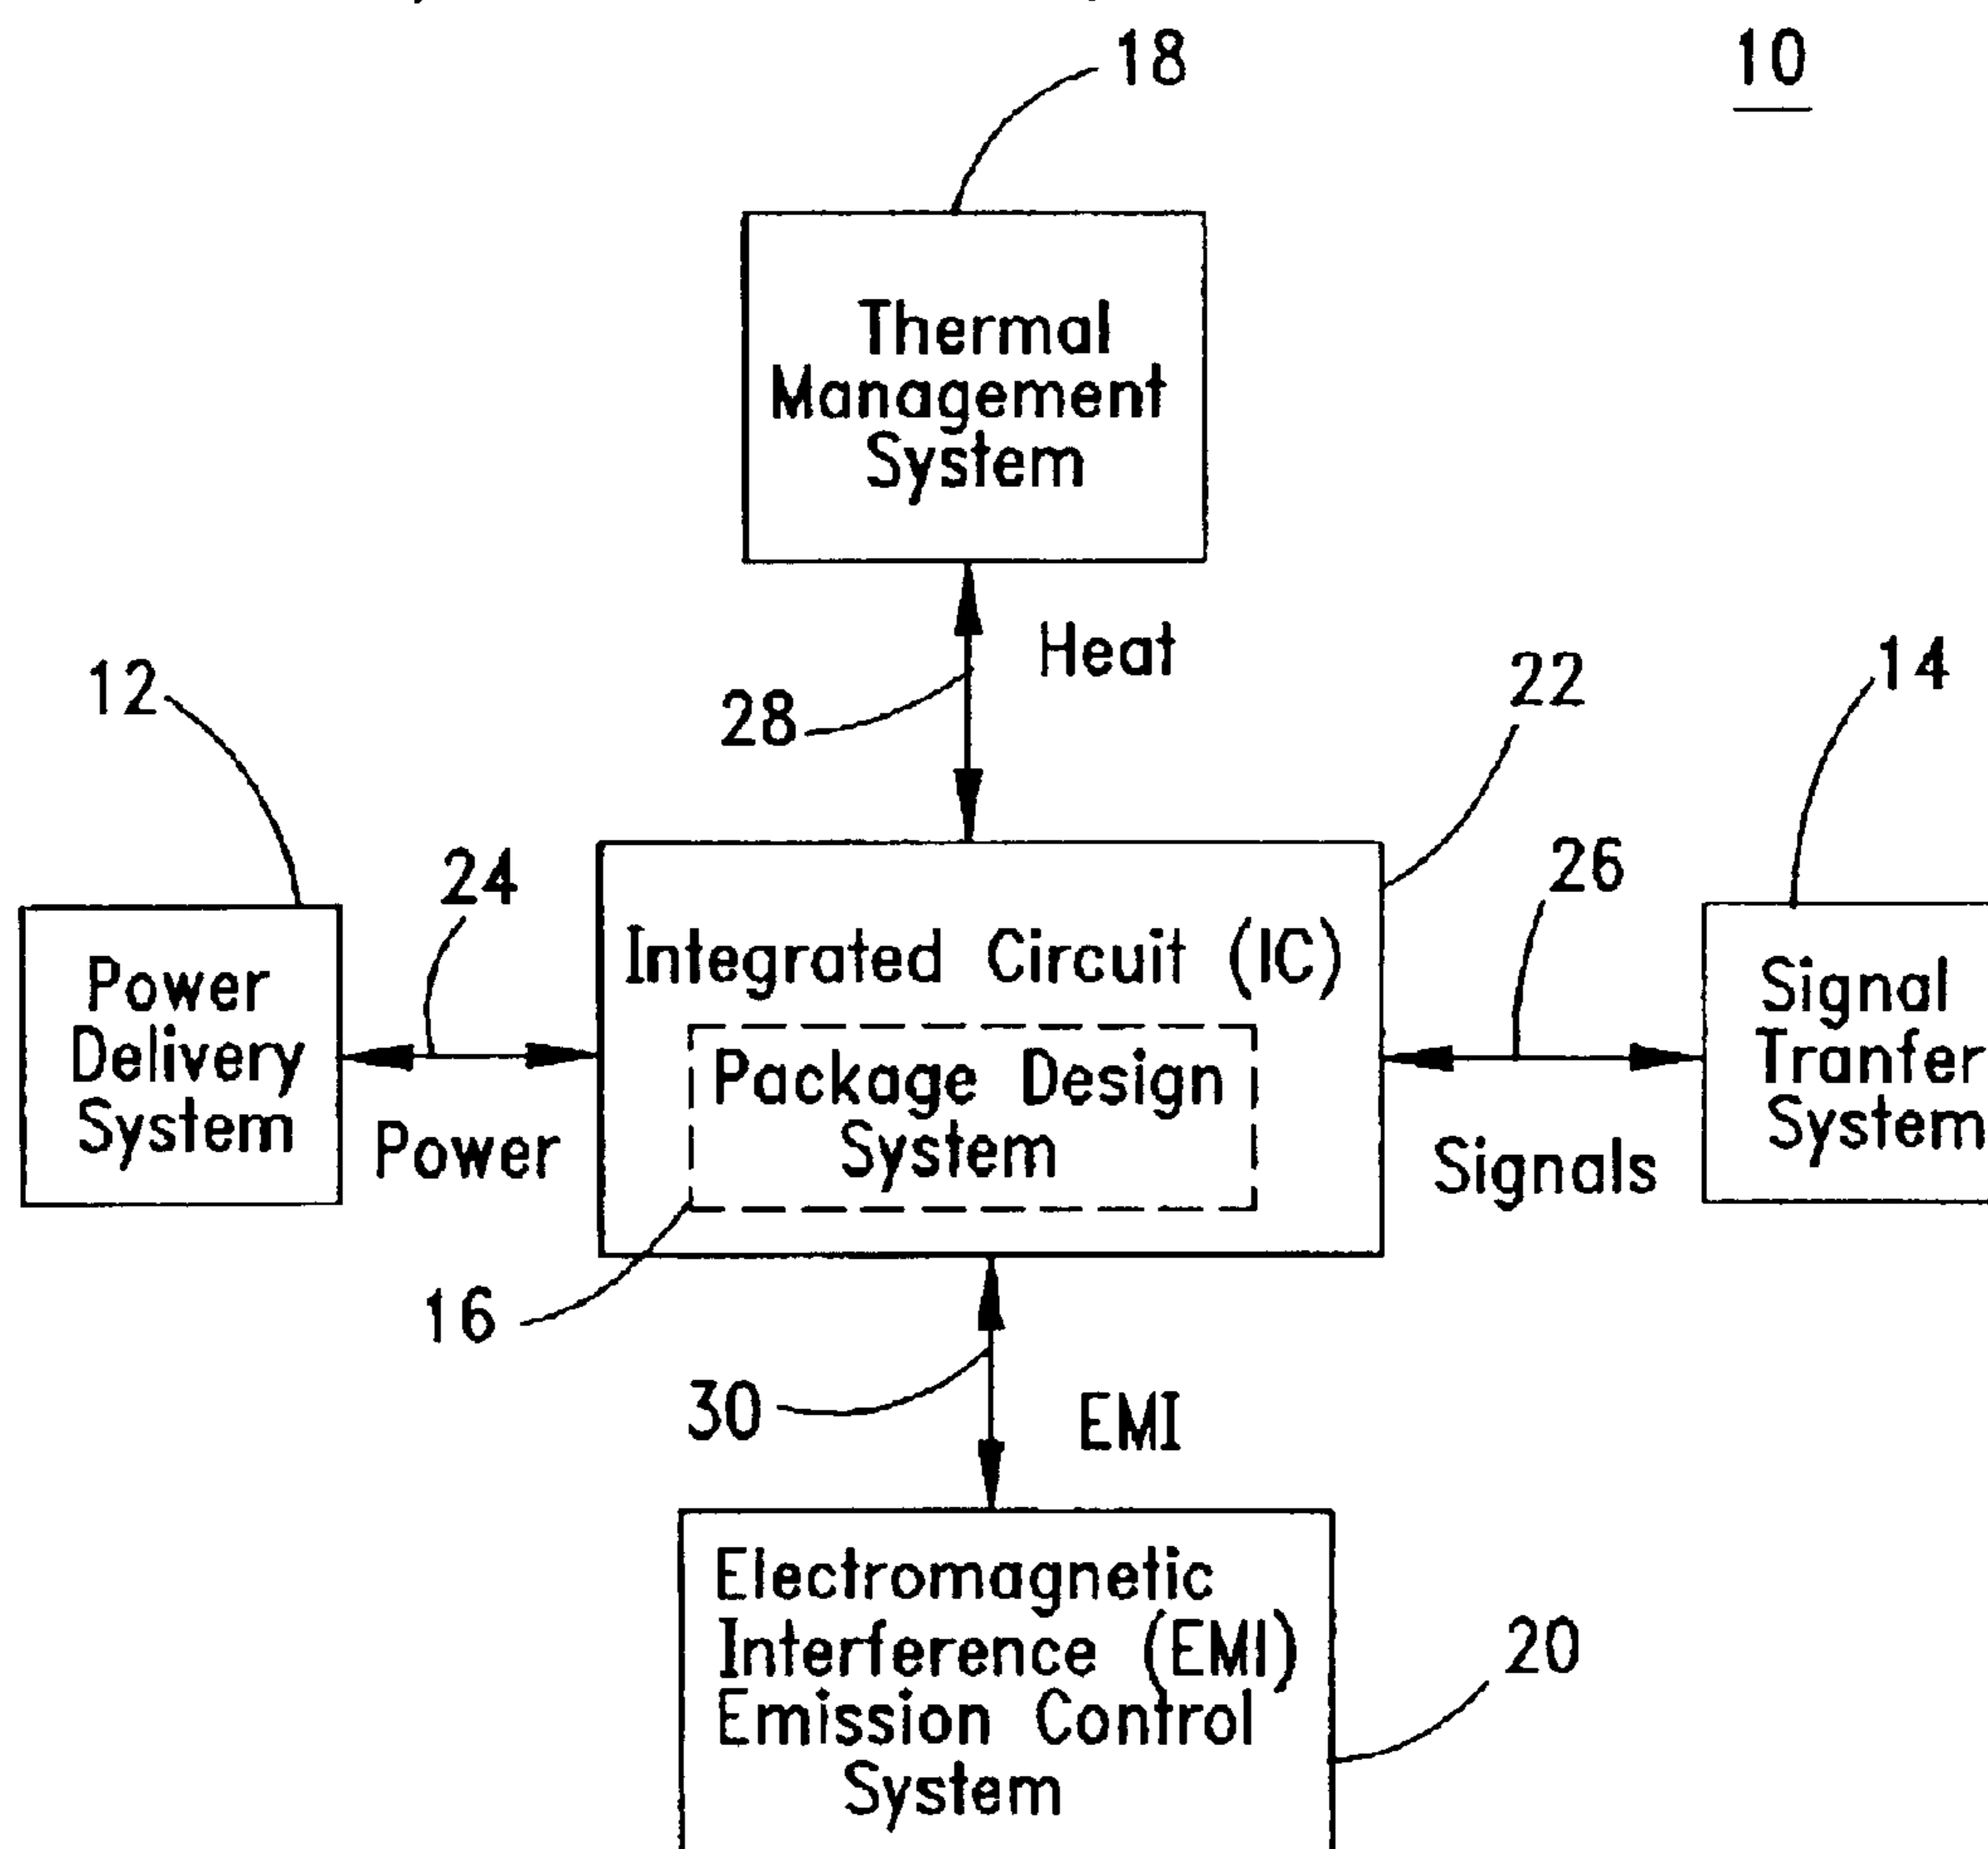 18
10
Thermal
Management
System
Heat
28
12
22
14
24
26
Integrated Circuit (IC)
Power
Delivery
System
Package Design
System
Signal
Tranfer
System
Power
Signals
16
30
EMI
Electromagnetic
Interference (EMI)
Emission Control
System
20